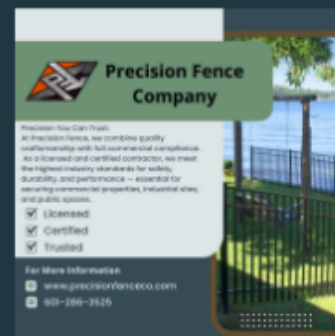 Precision Fence
Company
Precision You Can Trust.
At Precision Fence, we combine quality
craftsmanship with full commercial compliance.
As a licensed and certified contractor, we meet
the highest industry standards for safety,
durability, and performance — essential for
securing commercial properties, industrial sites,
and public spaces.
Licensed
Certified
Trusted
For More Information
www.precisionfenceco.com
601-286-3525